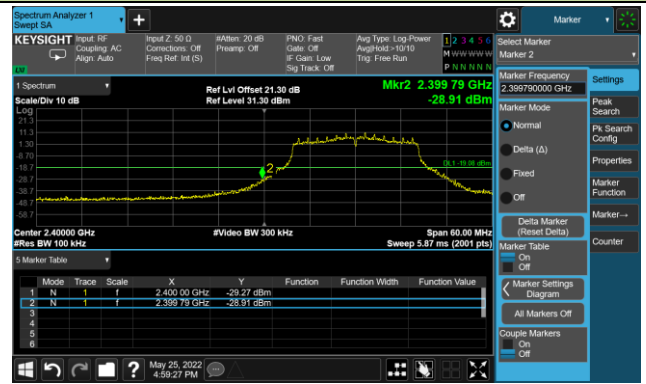 Spectrum Analyzer 1
Swept SA
+
Marker
KEYSIGHT Input: RF Input Z: 50 Ω #Atten: 20 dB PNO: Fast Avg Type: Log-Power 1 2 3 4 5 6
Coupling: AC Corrections: Off Preamp: Off Gate: Off Avg|Hold:>10/10 M W W W W W
Align: Auto Freq Ref: Int (S) IF Gain: Low Trig: Free Run
Sig Track: Off P N N N N N
LW
Select Marker
Marker 2
1 Spectrum
Ref Lvl Offset 21.30 dB
Mkr2 2.399 79 GHz
Scale/Div 10 dB
Ref Level 31.30 dBm
-28.91 dBm
Log
21.3
11.3
1.30
-8.70
-18.7
-28.7
-38.7
-48.7
-58.7
2
DL1 -19.08 dBm
Center 2.40000 GHz #Video BW 300 kHz Span 60.00 MHz
#Res BW 100 kHz Sweep 5.87 ms (2001 pts)
5 Marker Table
Mode Trace Scale X Y Function Function Width Function Value
1 N 1 f 2.400 00 GHz -29.27 dBm
2 N 1 f 2.399 79 GHz -28.91 dBm
3
4
5
6
Marker Frequency
2.399790000 GHz
Marker Mode
Normal
Delta (Δ)
Fixed
Off
Delta Marker
(Reset Delta)
Marker Table
On
Off
Marker Settings
Diagram
All Markers Off
Couple Markers
On
Off
Settings
Peak
Search
Pk Search
Config
Properties
Marker
Function
Marker→
Counter
?
May 25, 2022
4:59:27 PM